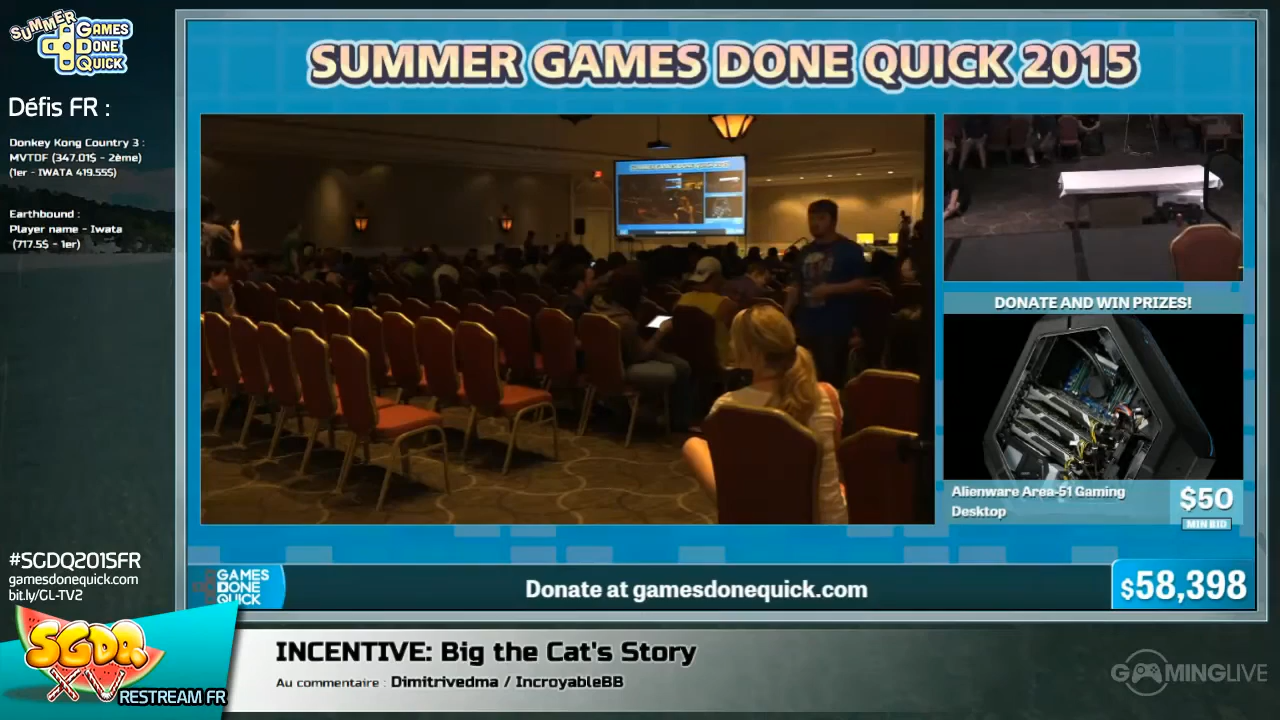 SUMMER
GAMES
DONE
QUICK
Défis FR :
Donkey Kong Country 3 :
MVTDF (347.01$ - 2ème)
(1er - IWATA 419.55$)
Earthbound :
Player name - Iwata
(717.5$ - 1er)
#SGDQ2015FR
gamesdonequick.com
bit.ly/GL-TV2
SUMMER GAMES DONE QUICK 2015
DONATE AND WIN PRIZES!
Alienware Area-51 Gaming
Desktop
$50
MIN BID
GAMES
DONE
QUICK
Donate at gamesdonequick.com
$58,398
SGDQ
XV
RESTREAM FR
INCENTIVE: Big the Cat's Story
Au commentaire : Dimitrivedma / IncroyableBB
GAMINGLIVE